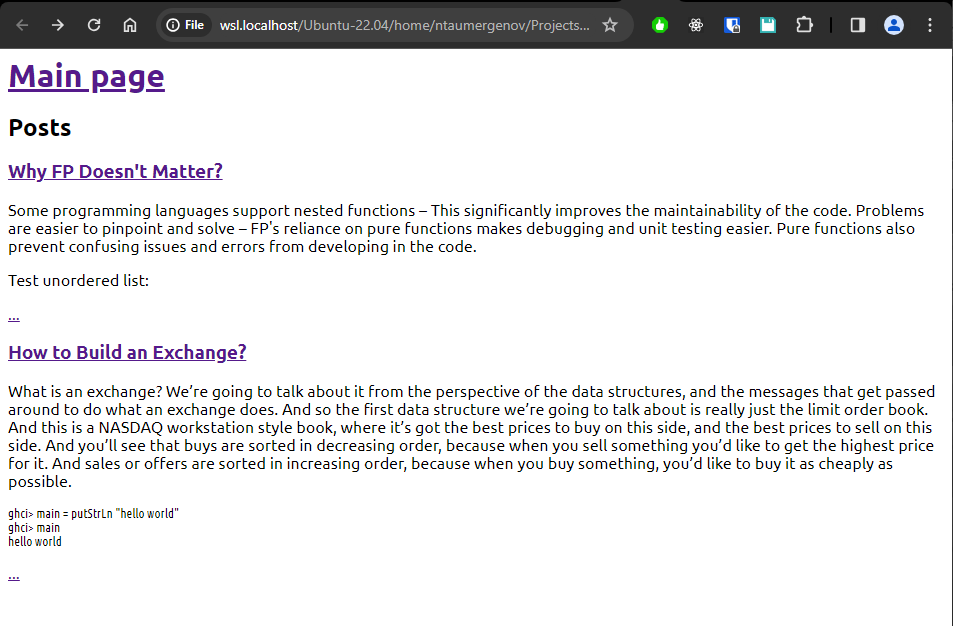 File
wsl.localhost/Ubuntu-22.04/home/ntaumergenov/Projects...
Main page
Posts
Why FP Doesn't Matter?
Some programming languages support nested functions – This significantly improves the maintainability of the code. Problems
are easier to pinpoint and solve – FP's reliance on pure functions makes debugging and unit testing easier. Pure functions also
prevent confusing issues and errors from developing in the code.
Test unordered list:
...
How to Build an Exchange?
What is an exchange? We’re going to talk about it from the perspective of the data structures, and the messages that get passed
around to do what an exchange does. And so the first data structure we’re going to talk about is really just the limit order book.
And this is a NASDAQ workstation style book, where it’s got the best prices to buy on this side, and the best prices to sell on this
side. And you’ll see that buys are sorted in decreasing order, because when you sell something you’d like to get the highest price
for it. And sales or offers are sorted in increasing order, because when you buy something, you’d like to buy it as cheaply as
possible.
ghci> main = putStrLn "hello world"
ghci> main
hello world
...